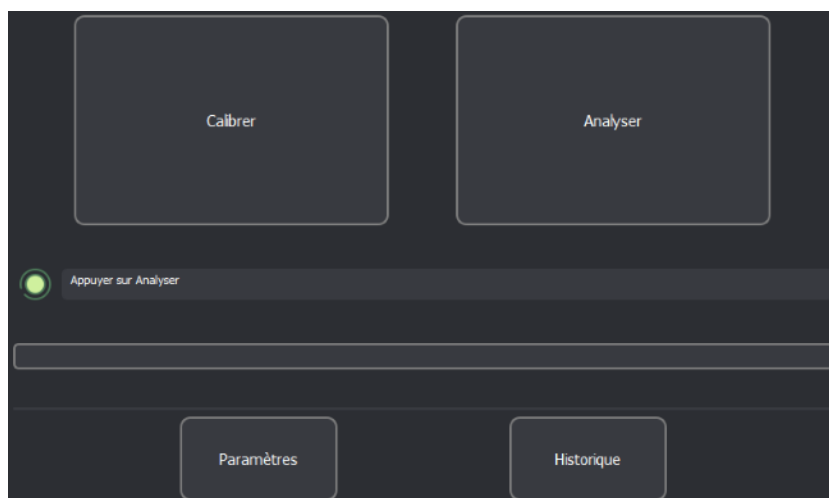 Calibrer
Analyser
Appuyer sur Analyser
Paramètres
Historique